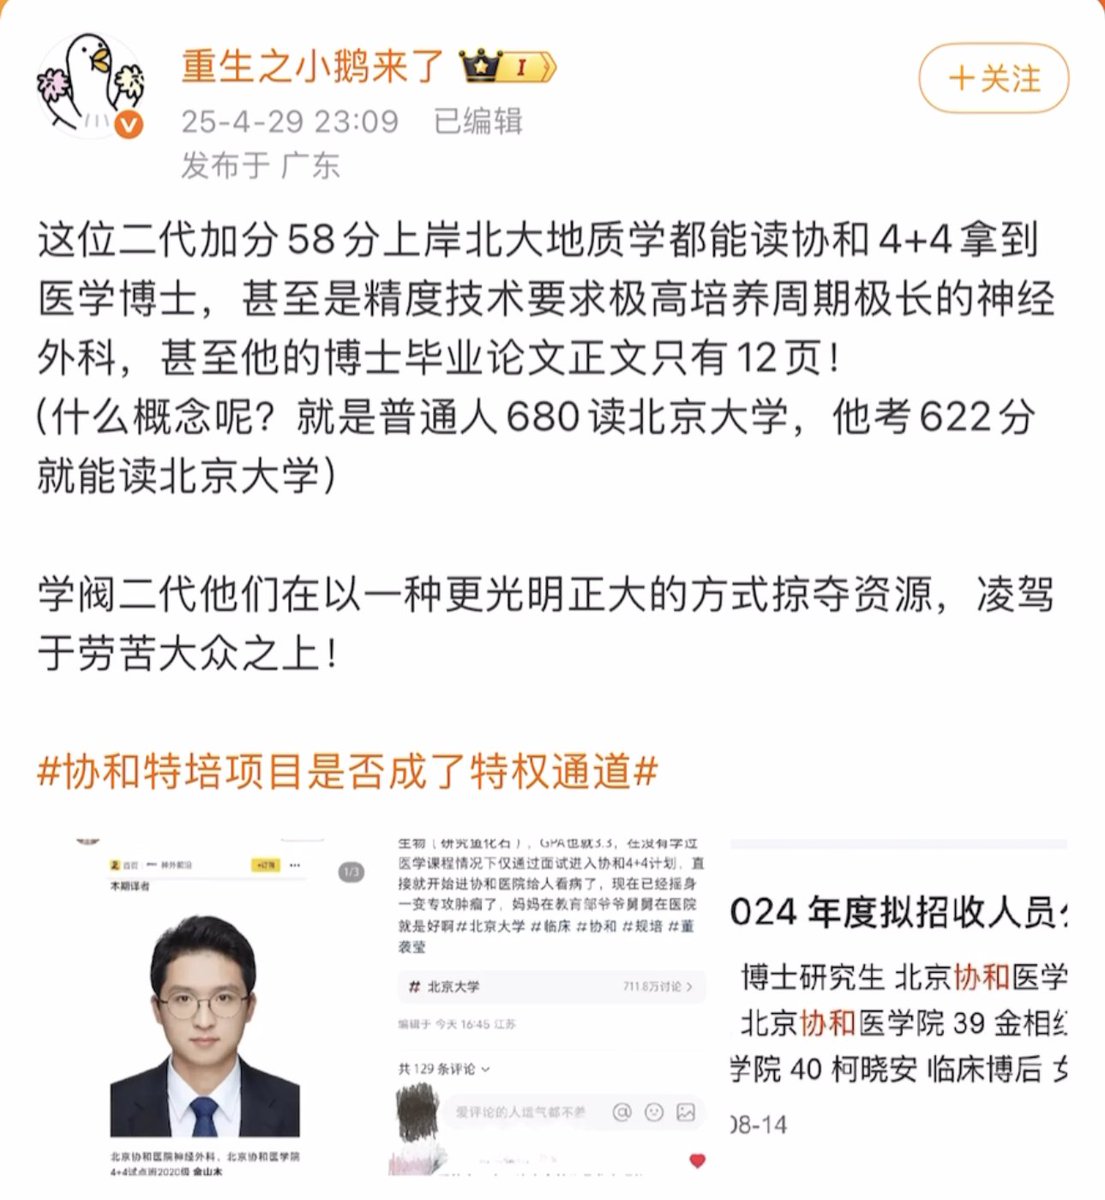 重生之小鹅来了
I
+关注
25-4-29 23:09 已编辑
发布于 广东
这位二代加分58分上岸北大地质学都能读协和4+4拿到
医学博士，甚至是精度技术要求极高培养周期极长的神经
外科，甚至他的博士毕业论文正文只有12页！
(什么概念呢？就是普通人680读北京大学，他考622分
就能读北京大学)
学阀二代他们在以一种更光明正大的方式掠夺资源，凌驾
于劳苦大众之上！
#协和特培项目是否成了特权通道#
首页 神外前沿 +订阅
本期译者
北京协和医院神经外科、北京协和医学院
4+4试点班2020级 金山木
1/3
生物（研究鱼化石），GPA也就3.3，在没有学过
医学课程情况下仅通过面试进入协和4+4计划，直
接就开始进协和医院给人看病了，现在已经摇身
一变专攻肿瘤了，妈妈在教育部爷爷舅舅在医院
就是好啊#北京大学 #临床 #协和 #规培 #董
袭莹
# 北京大学 711.8万讨论 >
编辑于 今天 16:45 江苏
共 129 条评论
爱评论的人运气都不差
024 年度拟招收人员
博士研究生 北京协和医学
北京协和医学院 39 金相
学院 40 柯晓安 临床博后 女
08-14